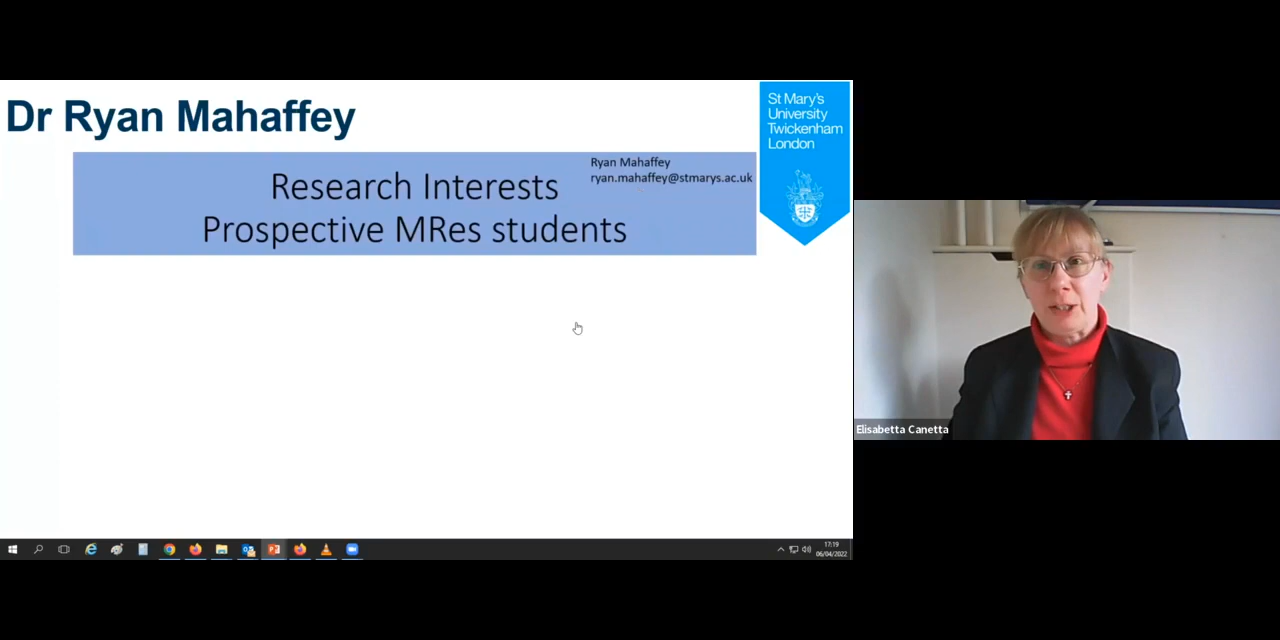 Dr Ryan Mahaffey
St Mary's
University
Twickenham
London
Ryan Mahaffey
ryan.mahaffey@stmarys.ac.uk
Research Interests
Prospective MRes students
Elisabetta Canetta
17:19
06/04/2022